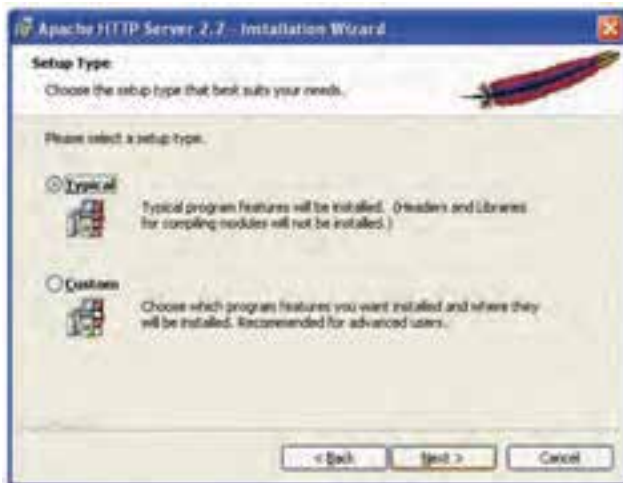 Apache HTTP Server 2.2 - Installation Wizard
Setup Type
Choose the setup type that best suits your needs.
Please select a setup type.
Typical
Typical program features will be installed. (Headers and Libraries
for compiling modules will not be installed.)
Custom
Choose which program features you want installed and where they
will be installed. Recommended for advanced users.
< Back
Next >
Cancel